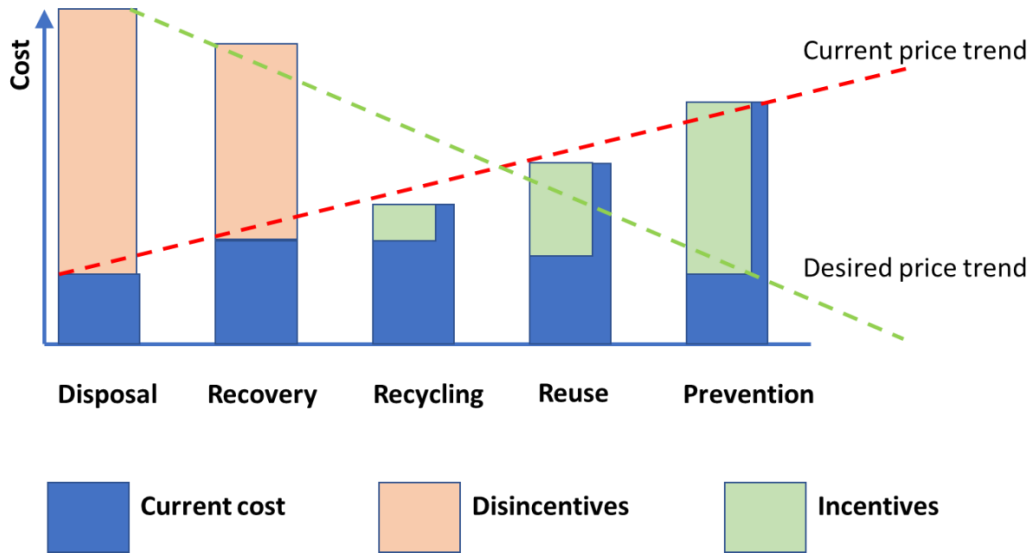 Cost
Current price trend
Desired price trend
Disposal
Recovery
Recycling
Reuse
Prevention
Current cost
Disincentives
Incentives